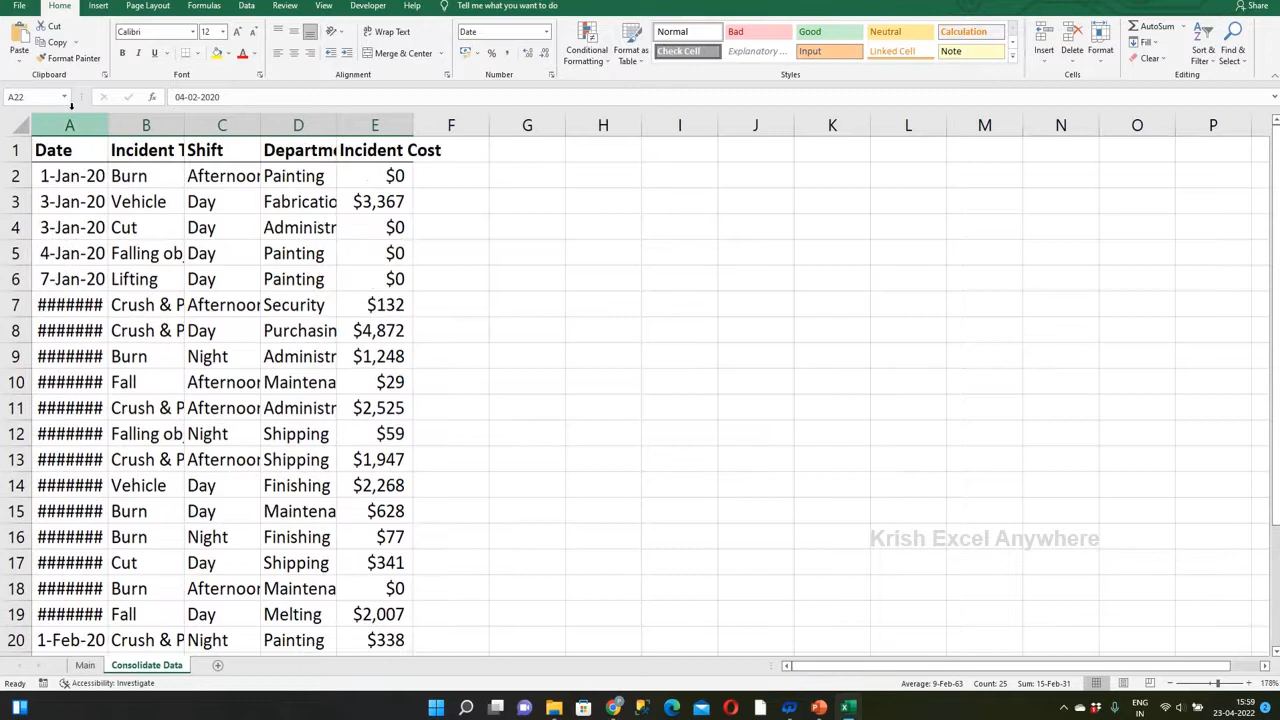 File Home Insert Page Layout Formulas Data Review View Developer Help Tell me what you want to do Share
Paste Cut Copy Format Painter Clipboard
Calibri 12 B I U Font
Wrap Text Merge & Center Alignment
Date % Number
Conditional Formatting Format as Table
Normal Bad Good Neutral Calculation
Check Cell Explanatory ... Input Linked Cell Note
Styles
Insert Delete Format Cells
AutoSum Fill Clear Sort & Filter Find & Select Editing
A22 fx 04-02-2020
A B C D E F G H I J K L M N O P
1 Date Incident T Shift Departme Incident Cost
2 1-Jan-20 Burn Afternoon Painting $0
3 3-Jan-20 Vehicle Day Fabricatio $3,367
4 3-Jan-20 Cut Day Administr $0
5 4-Jan-20 Falling ob Day Painting $0
6 7-Jan-20 Lifting Day Painting $0
7 ####### Crush & P Afternoon Security $132
8 ####### Crush & P Day Purchasin $4,872
9 ####### Burn Night Administr $1,248
10 ####### Fall Afternoon Maintena $29
11 ####### Crush & P Afternoon Administr $2,525
12 ####### Falling ob Night Shipping $59
13 ####### Crush & P Afternoon Shipping $1,947
14 ####### Vehicle Day Finishing $2,268
15 ####### Burn Day Maintena $628
16 ####### Burn Night Finishing $77
17 ####### Cut Day Shipping $341
18 ####### Burn Afternoon Maintena $0
19 ####### Fall Day Melting $2,007
20 1-Feb-20 Crush & P Night Painting $338
Krish Excel Anywhere
Main Consolidate Data
Ready Accessibility: Investigate Average: 9-Feb-63 Count: 25 Sum: 15-Feb-31 178%
ENG IN 15:59 23-04-2022